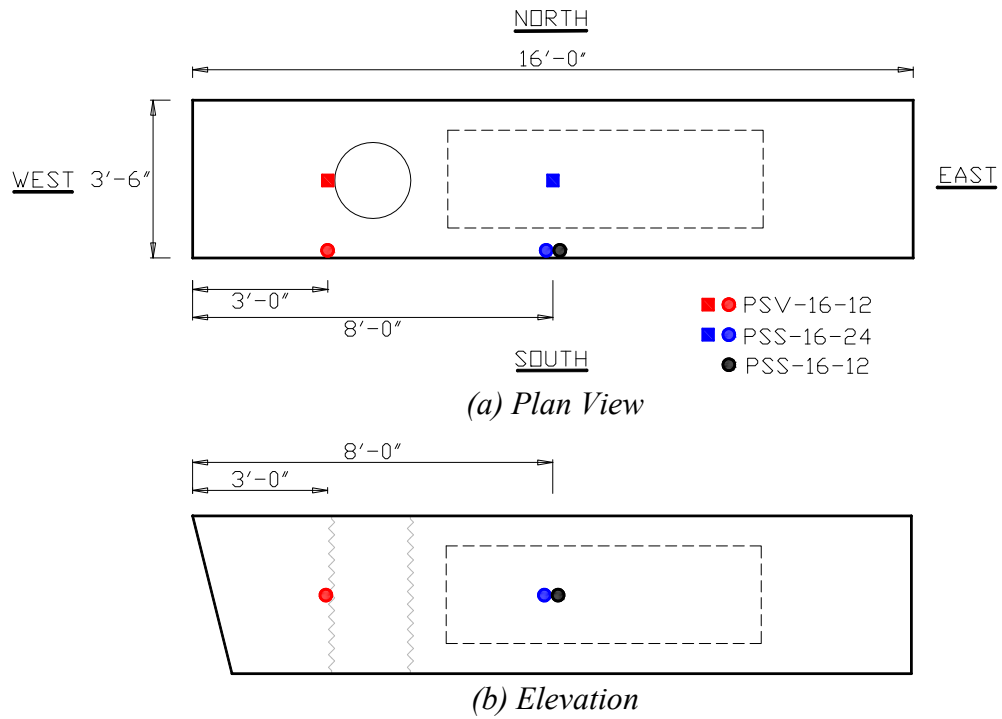 NORTH
16'-0"
WEST 3'-6" EAST
3'-0"
8'-0"
PSV-16-12
PSS-16-24
PSS-16-12
SOUTH
(a) Plan View
8'-0"
3'-0"
(b) Elevation